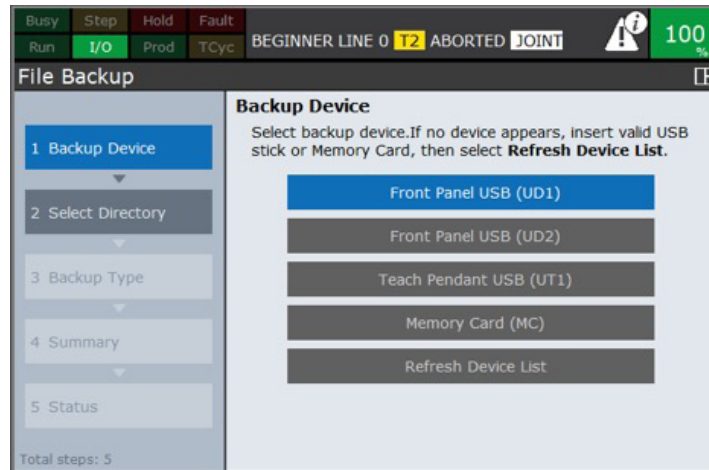 Busy Step Hold Fault
Run I/O Prod TCyc
BEGINNER LINE 0 T2 ABORTED JOINT
100
%
File Backup
1 Backup Device
2 Select Directory
3 Backup Type
4 Summary
5 Status
Total steps: 5
Backup Device
Select backup device.If no device appears, insert valid USB
stick or Memory Card, then select Refresh Device List.
Front Panel USB (UD1)
Front Panel USB (UD2)
Teach Pendant USB (UT1)
Memory Card (MC)
Refresh Device List